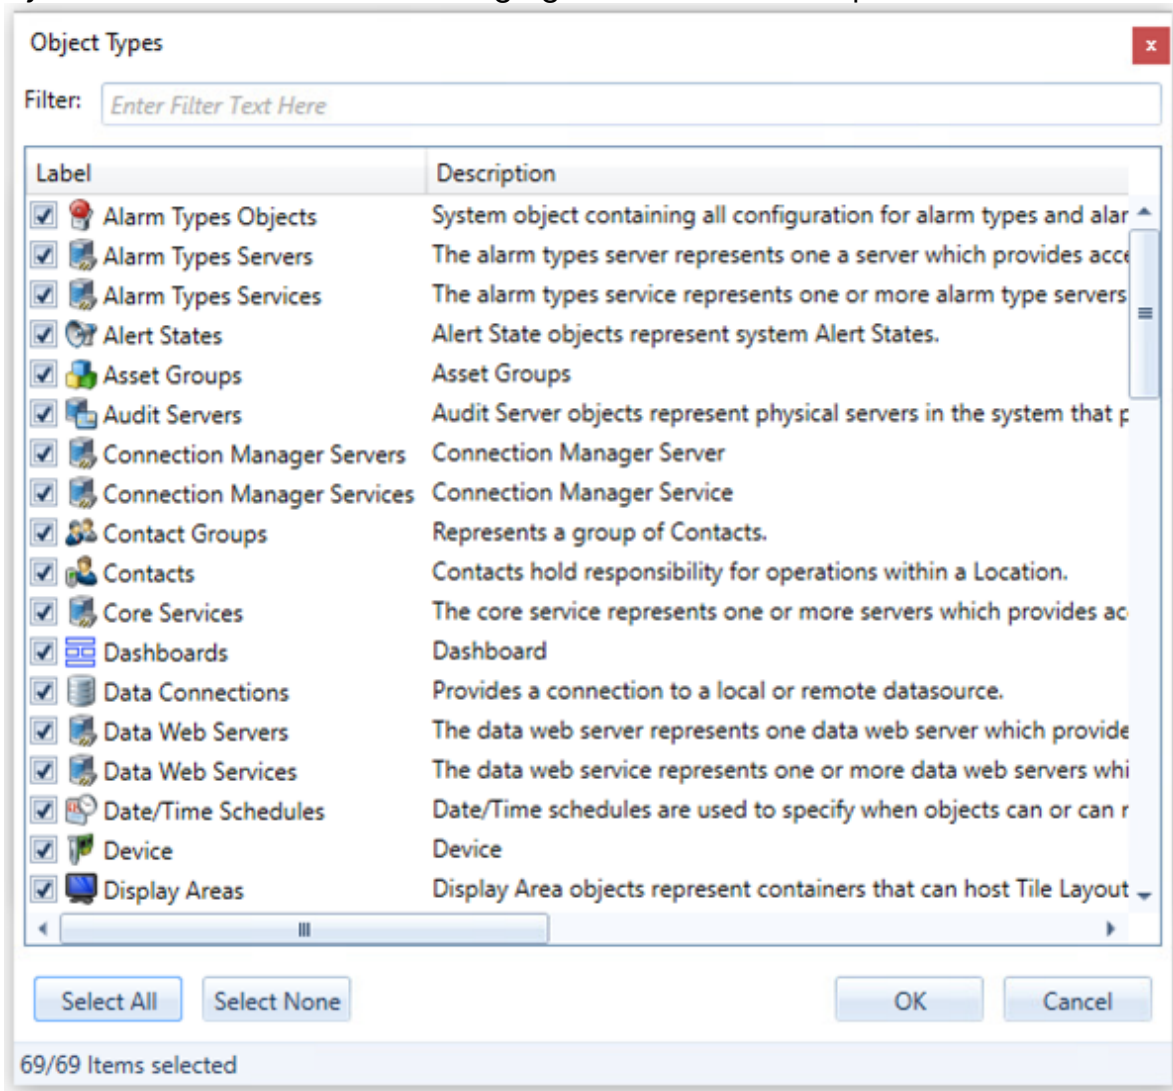 Object Types
x
Filter: Enter Filter Text Here
Label Description
Alarm Types Objects System object containing all configuration for alarm types and alar
Alarm Types Servers The alarm types server represents one a server which provides acce
Alarm Types Services The alarm types service represents one or more alarm type servers
Alert States Alert State objects represent system Alert States.
Asset Groups Asset Groups
Audit Servers Audit Server objects represent physical servers in the system that p
Connection Manager Servers Connection Manager Server
Connection Manager Services Connection Manager Service
Contact Groups Represents a group of Contacts.
Contacts Contacts hold responsibility for operations within a Location.
Core Services The core service represents one or more servers which provides ac
Dashboards Dashboard
Data Connections Provides a connection to a local or remote datasource.
Data Web Servers The data web server represents one data web server which provide
Data Web Services The data web service represents one or more data web servers whi
Date/Time Schedules Date/Time schedules are used to specify when objects can or can r
Device Device
Display Areas Display Area objects represent containers that can host Tile Layout
Select All Select None OK Cancel
69/69 Items selected